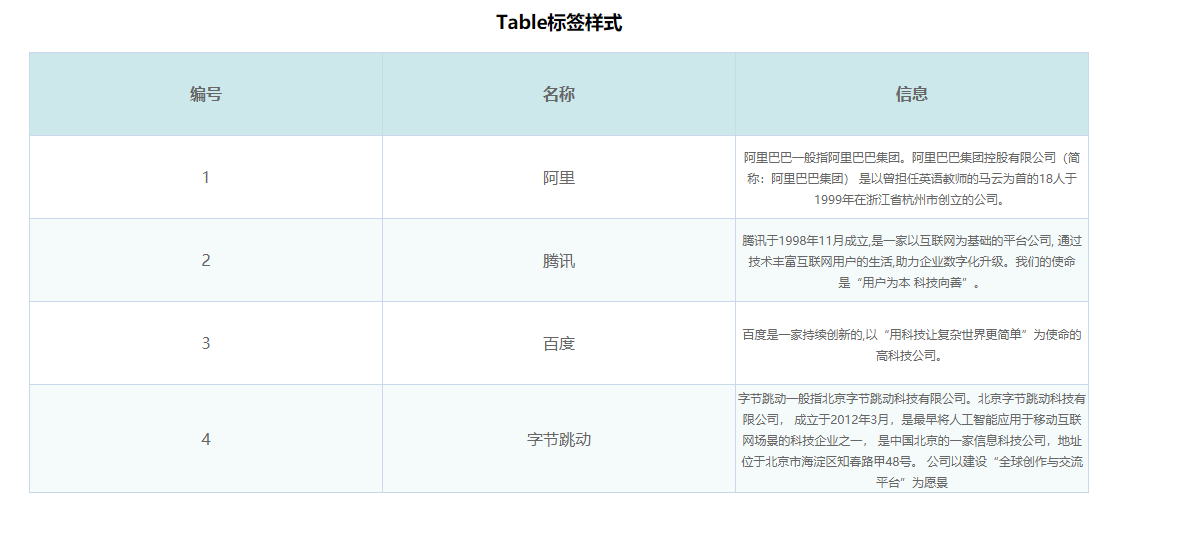 Table标签样式
编号 名称 信息
1 阿里
阿里巴巴一般指阿里巴巴集团。阿里巴巴集团控股有限公司（简
称：阿里巴巴集团） 是以曾担任英语教师的马云为首的18人于
1999年在浙江省杭州市创立的公司。
2 腾讯
腾讯于1998年11月成立,是一家以互联网为基础的平台公司, 通过
技术丰富互联网用户的生活,助力企业数字化升级。我们的使命
是“用户为本 科技向善”。
3 百度
百度是一家持续创新的,以“用科技让复杂世界更简单”为使命的
高科技公司。
4 字节跳动
字节跳动一般指北京字节跳动科技有限公司。北京字节跳动科技有
限公司， 成立于2012年3月，是最早将人工智能应用于移动互联
网场景的科技企业之一， 是中国北京的一家信息科技公司，地址
位于北京市海淀区知春路甲48号。 公司以建设“全球创作与交流
平台”为愿景